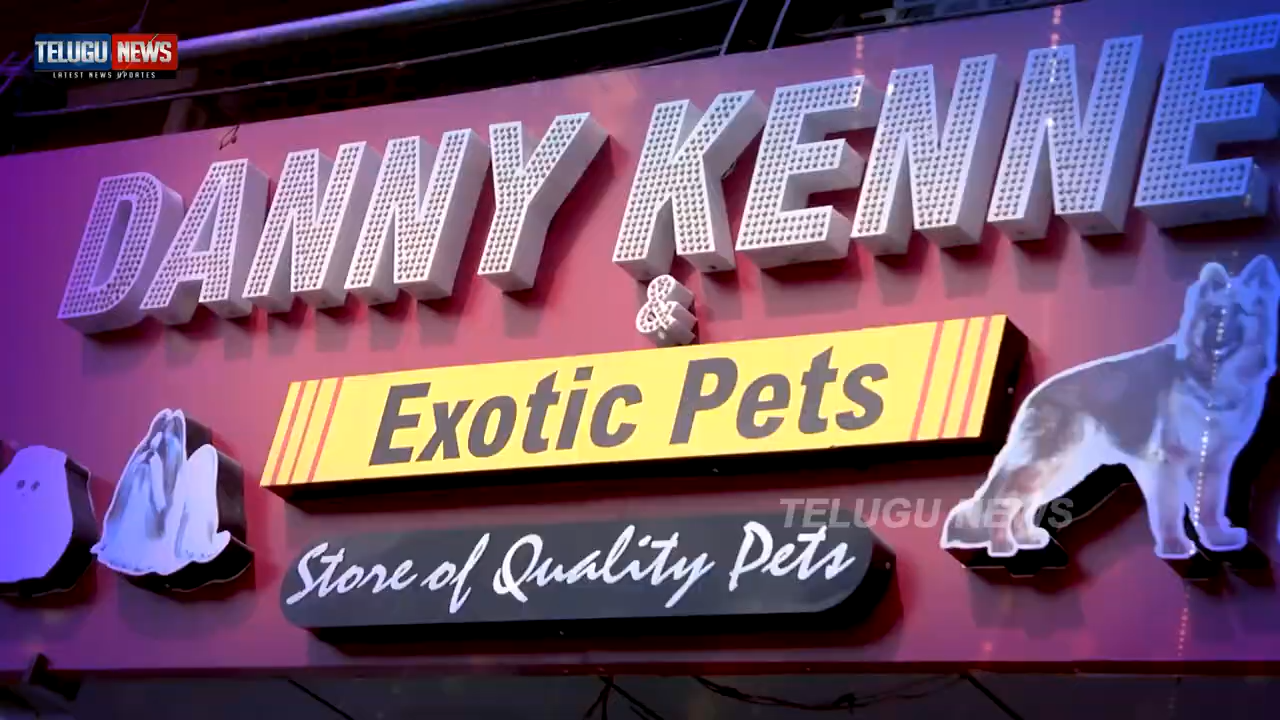 TELUGU NEWS
LATEST NEWS UPDATES
DANNY KENNE
&
Exotic Pets
Store of Quality Pets
TELUGU NEWS